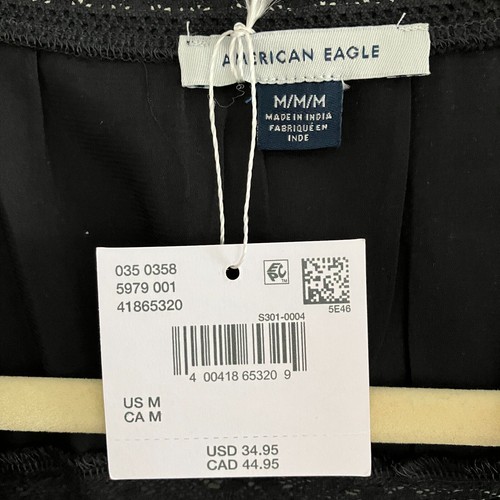 AMERICAN EAGLE
M/M/M
MADE IN INDIA
FABRIQUÉ EN
INDE
035 0358
5979 001
41865320
TM
5E46
S301-0004
4 00418 65320 9
US M
CA M
USD 34.95
CAD 44.95